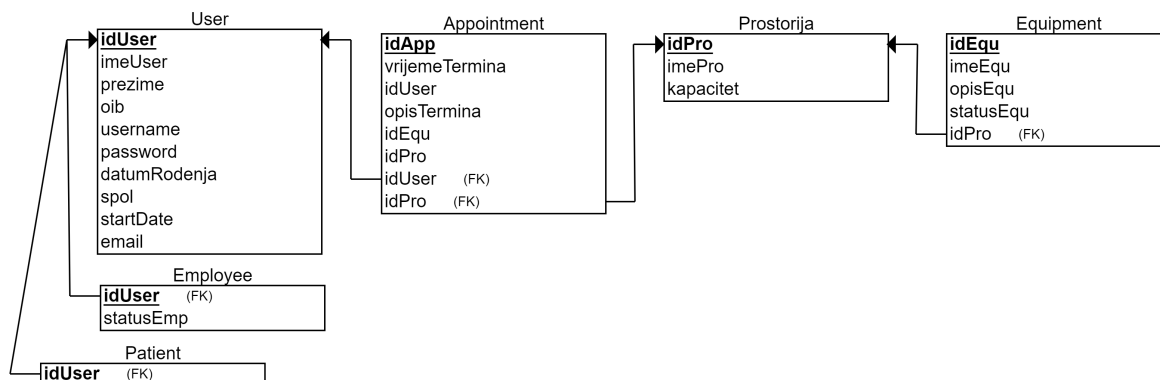 User
idUser
imeUser
prezime
oib
username
password
datumRodenja
spol
startDate
email
Appointment
idApp
vrijemeTermina
idUser
opisTermina
idEqu
idPro
idUser (FK)
idPro (FK)
Prostorija
idPro
imePro
kapacitet
Equipment
idEqu
imeEqu
opisEqu
statusEqu
idPro (FK)
Employee
idUser (FK)
statusEmp
Patient
idUser (FK)